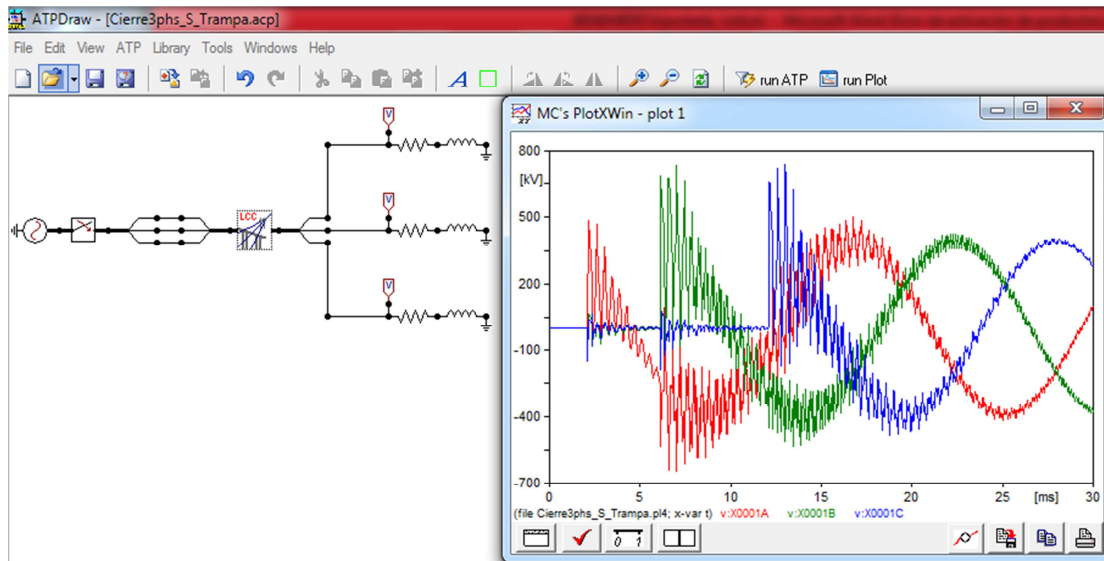 ATPDraw - [Cierre3phs_S_Trampa.acp]
File Edit View ATP Library Tools Windows Help
A run ATP run Plot
MC's PlotXWin - plot 1
V
V
V
LCC
800
[kV]
500
200
-100
-400
-700
0 5 10 15 20 25 [ms] 30
(file Cierre3phs_S_Trampa.pl4; x-var t) v:X0001A v:X0001B v:X0001C
0 1